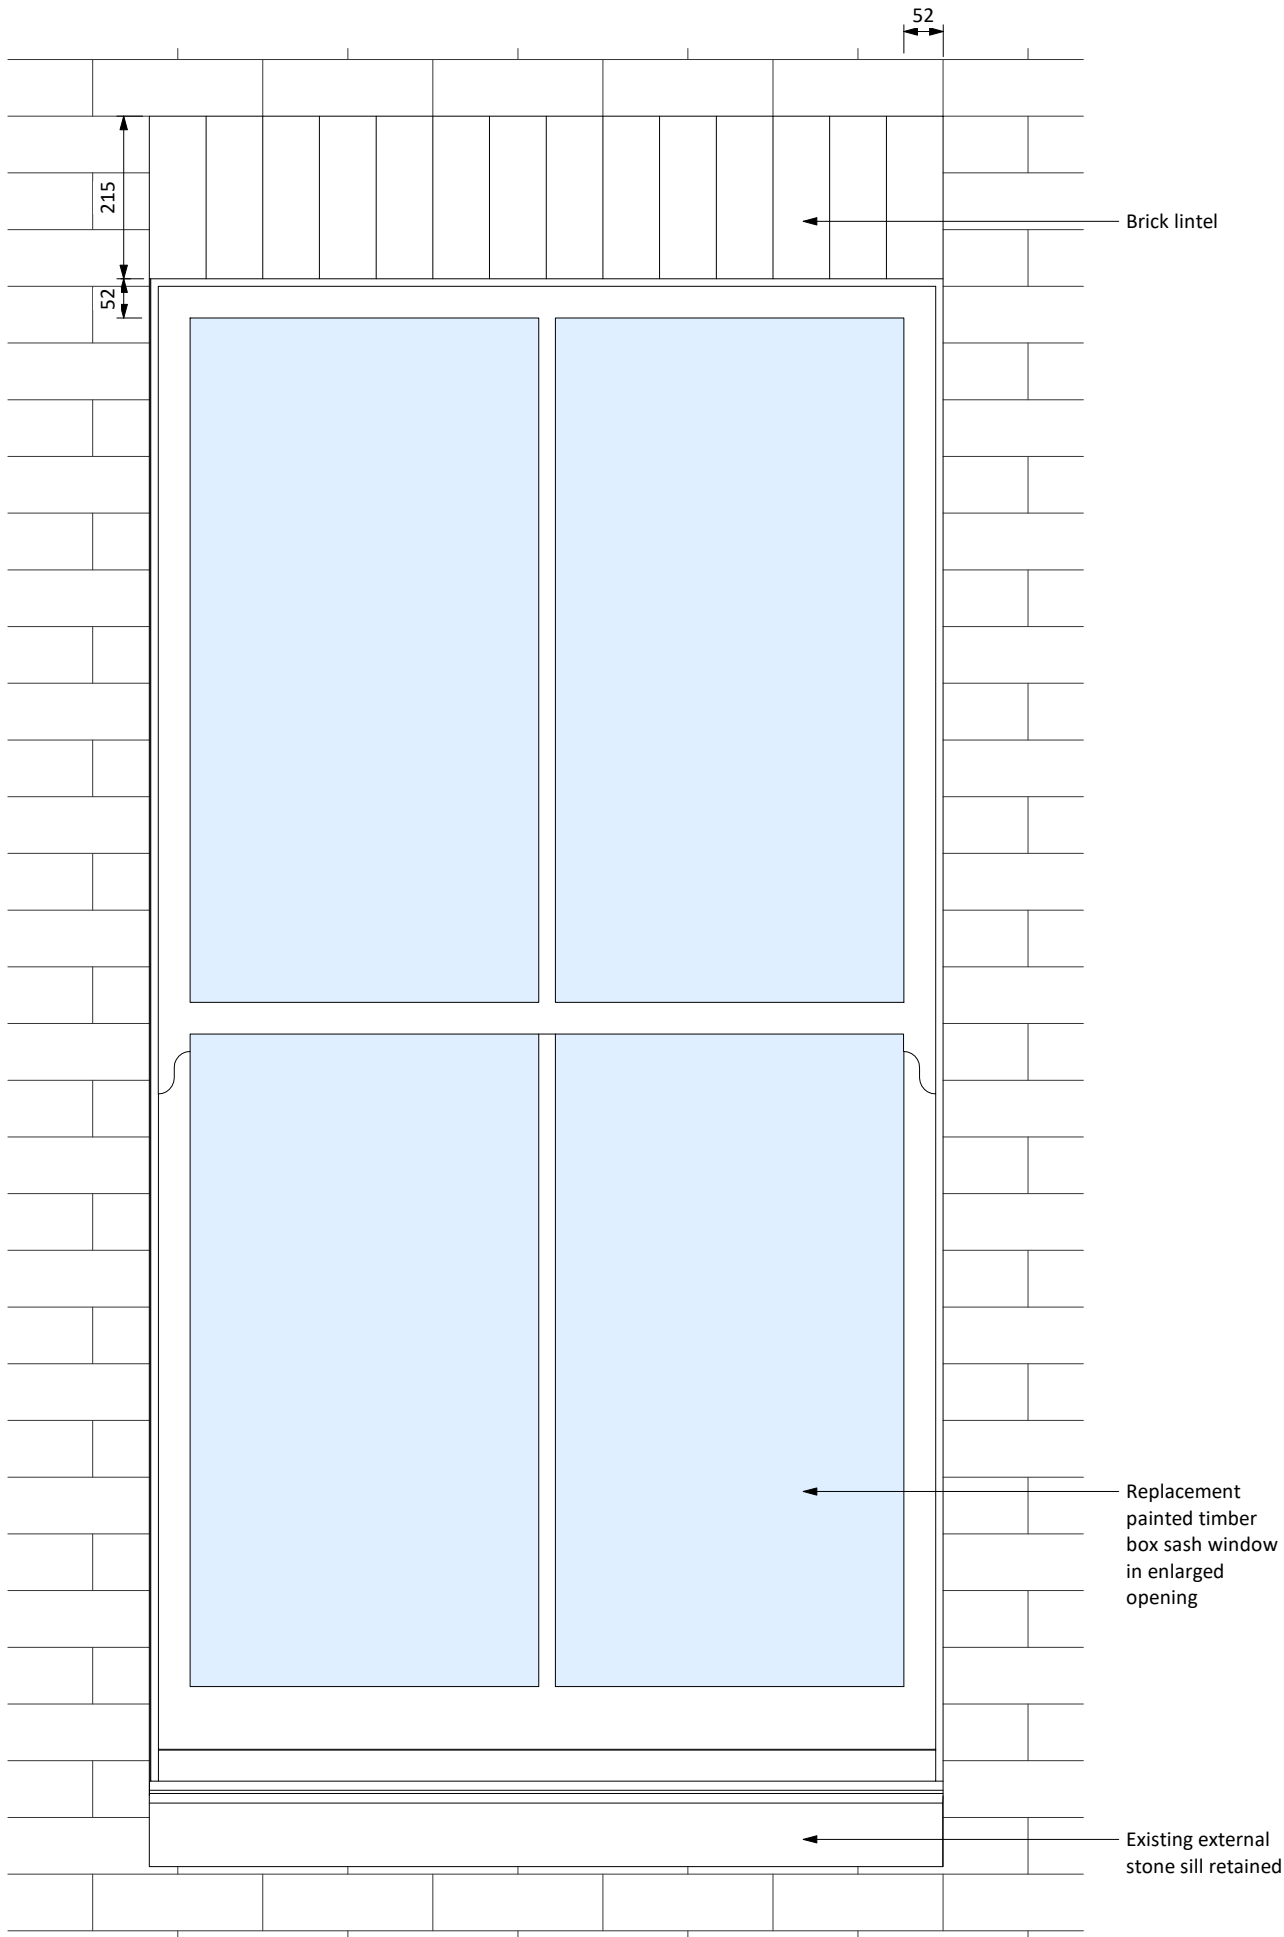 52
215
Brick lintel
52
Replacement
painted timber
box sash window
in enlarged
opening
Existing external
stone sill retained